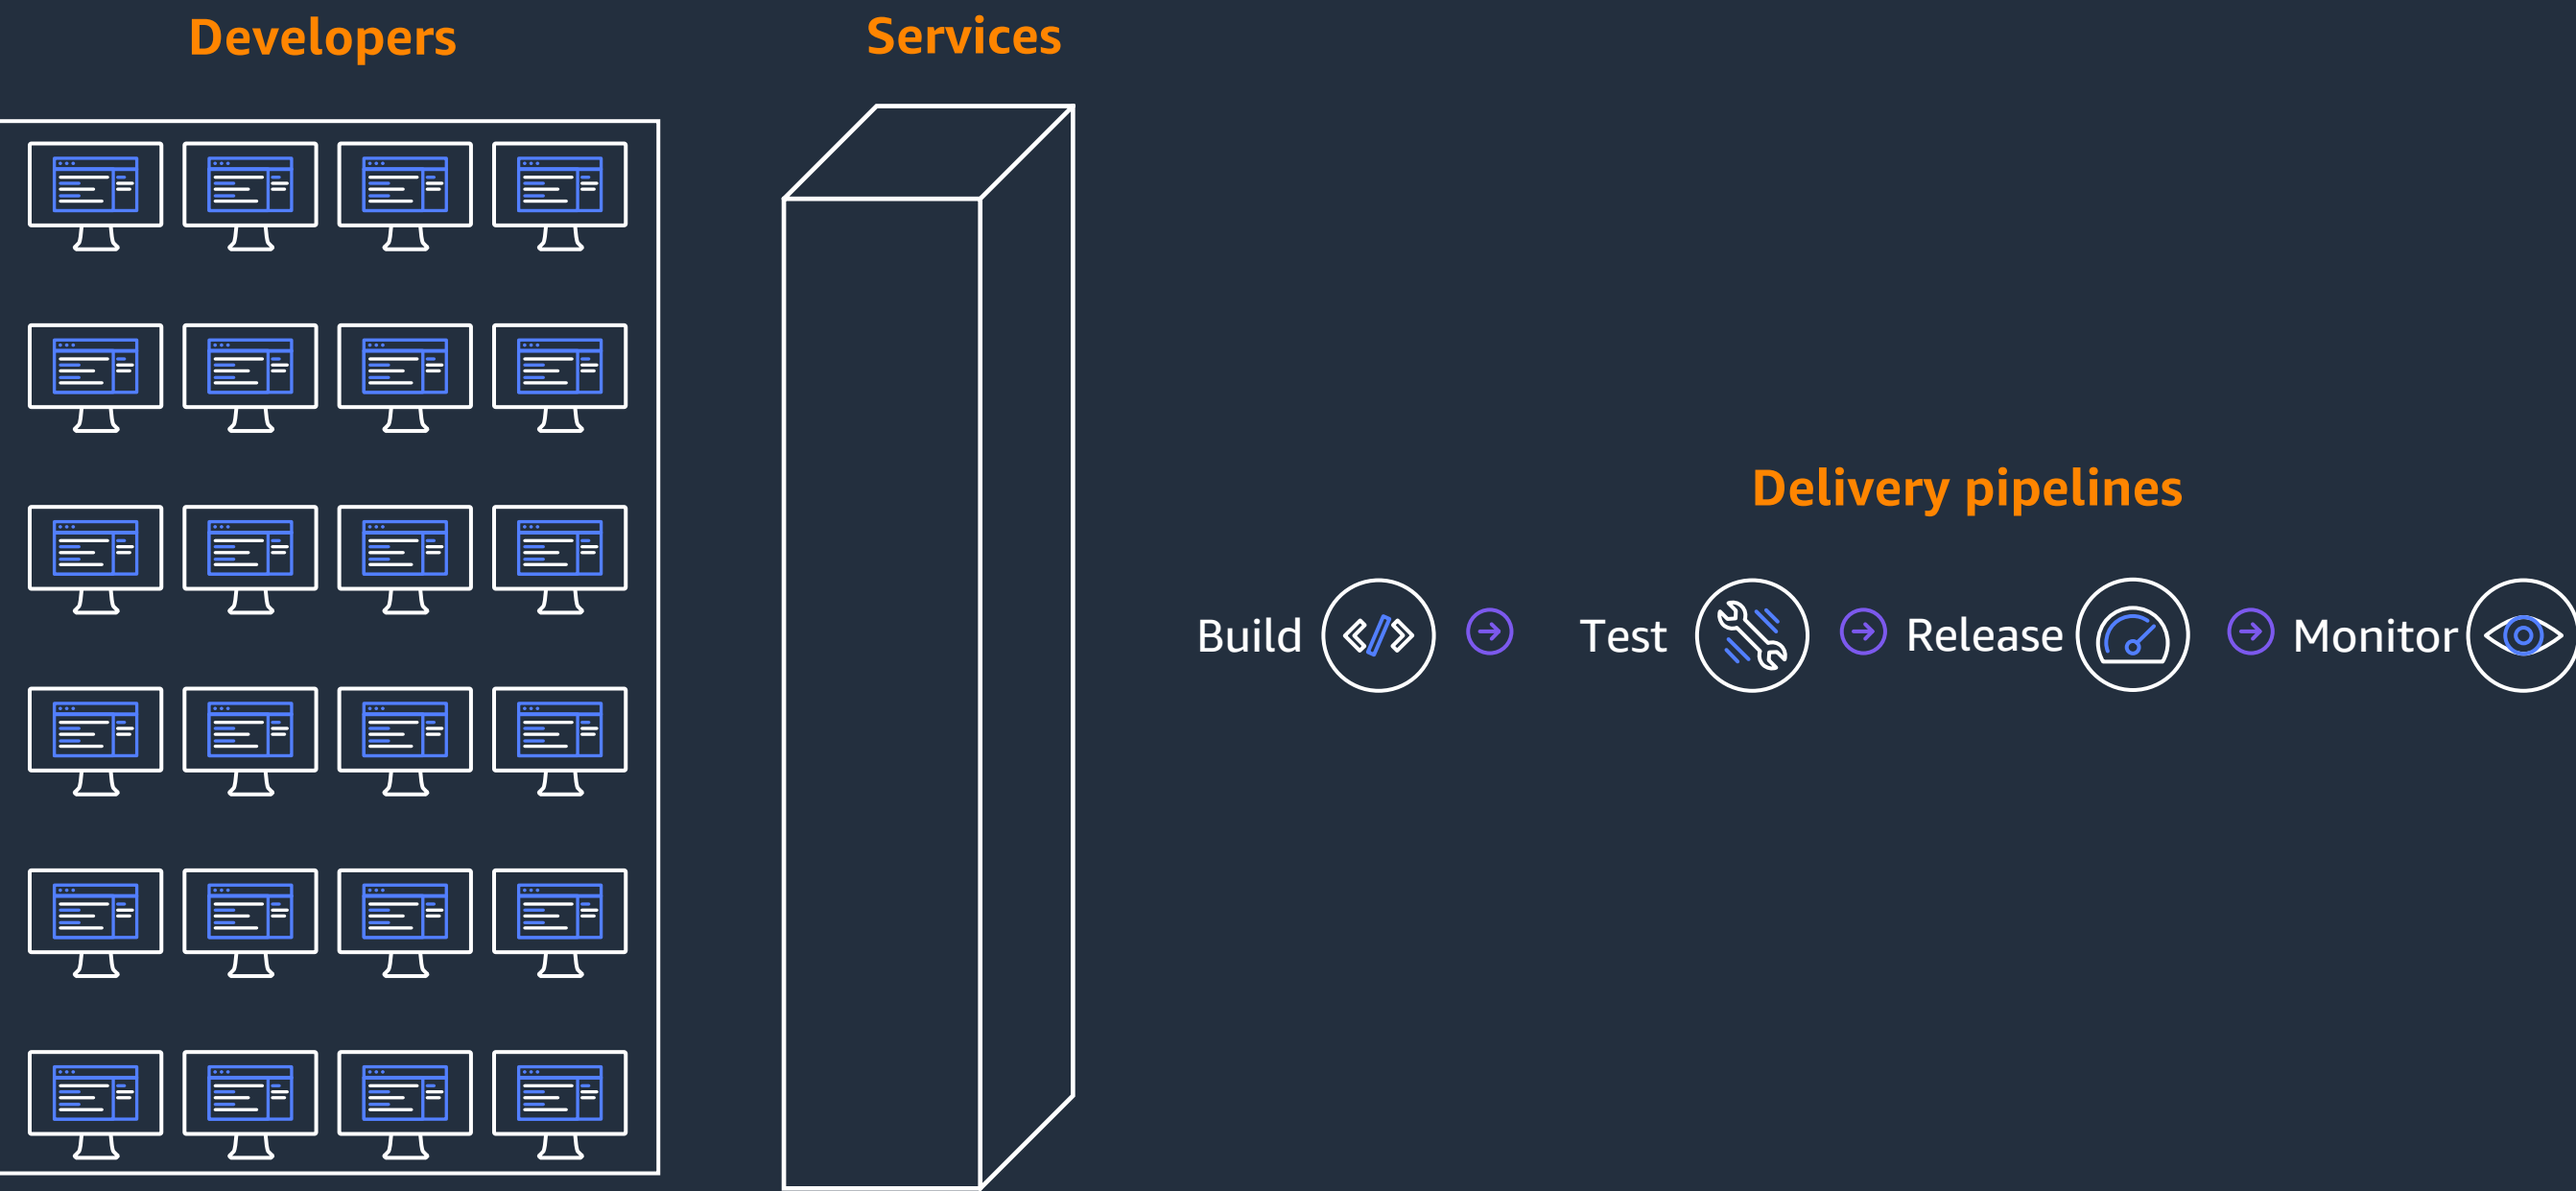 Developers
Services
Delivery pipelines
Build
Test
Release
Monitor